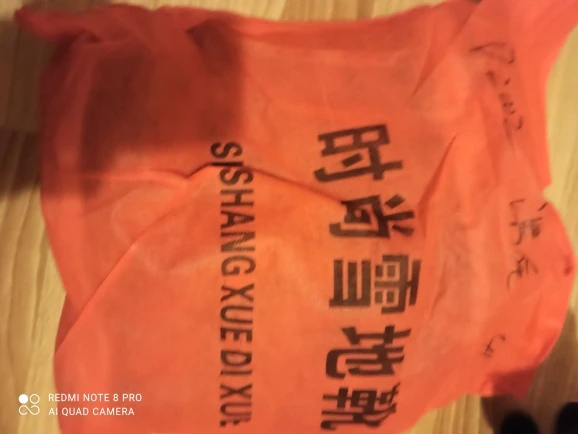 时尚雪地靴
SISHANG XUE DI XUE
REDMI NOTE 8 PRO
AI QUAD CAMERA